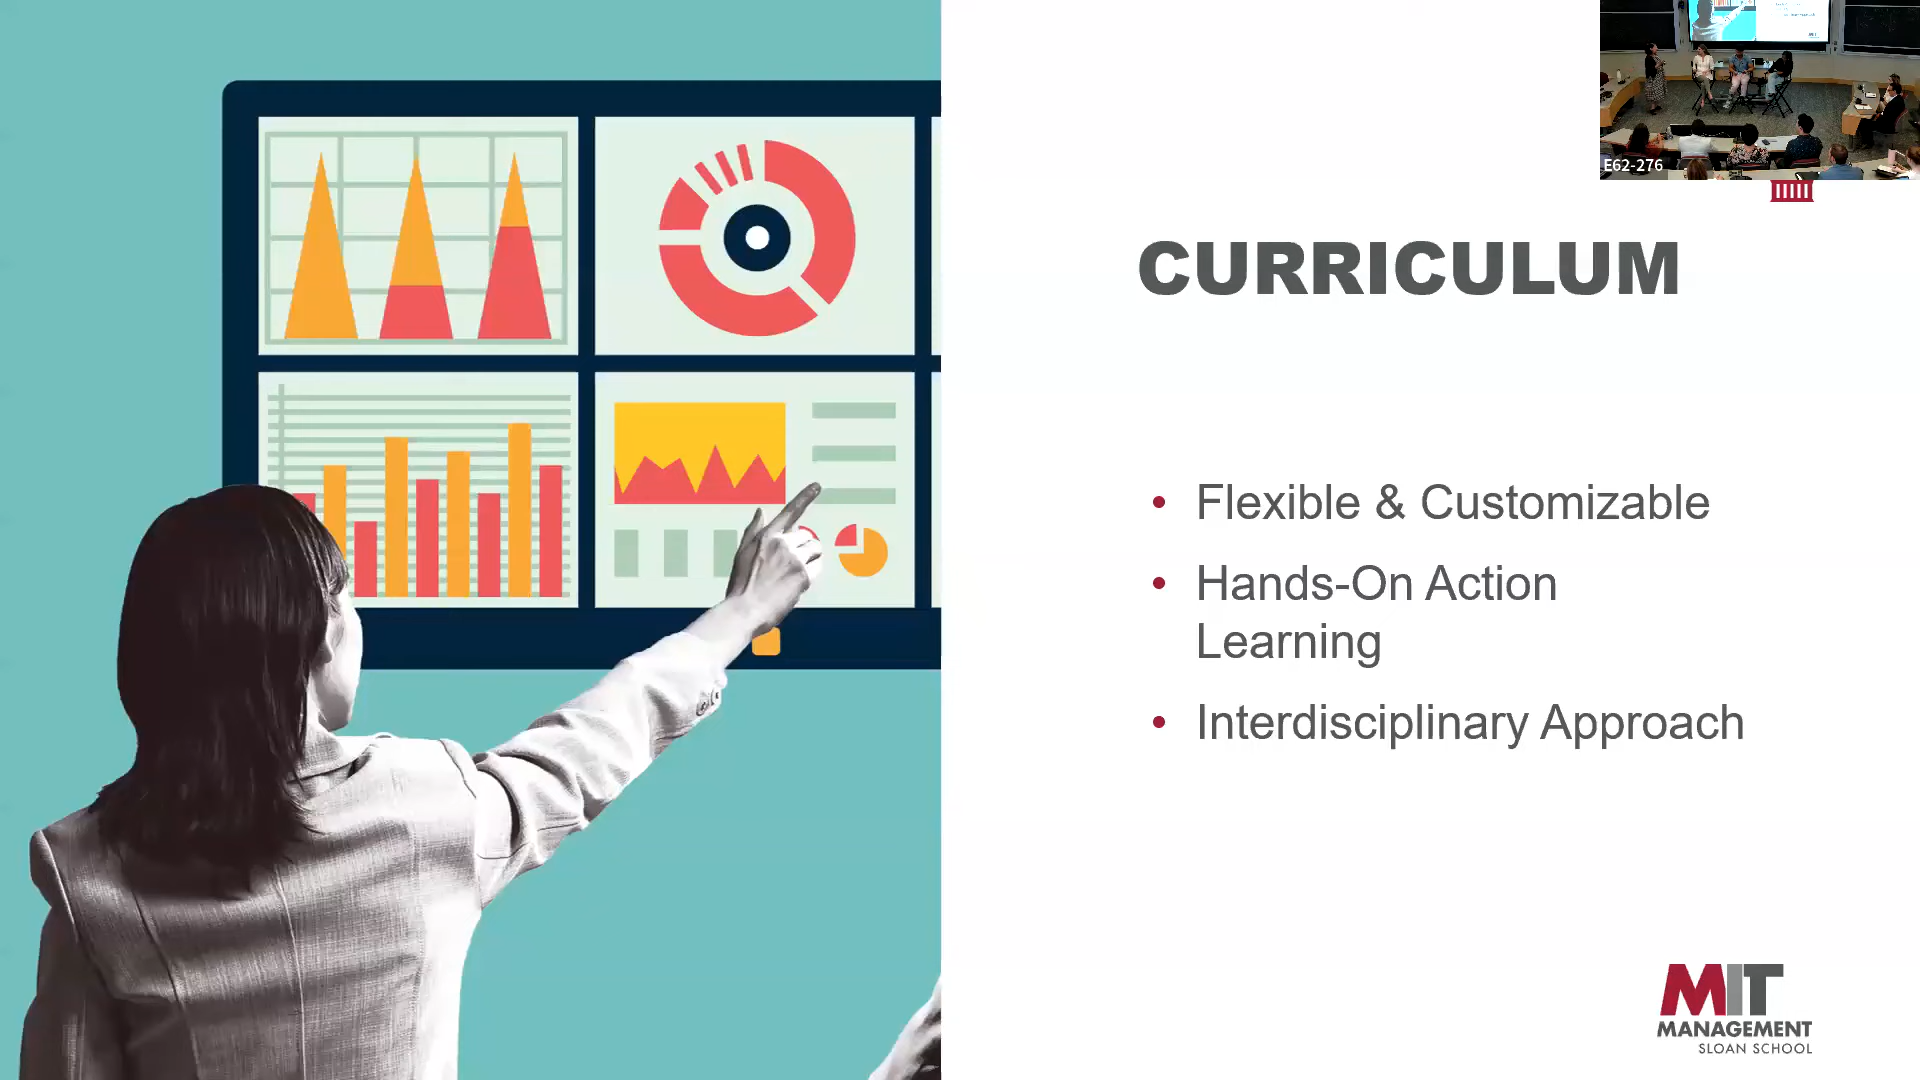 E62-276
CURRICULUM
• Flexible & Customizable
• Hands-On Action
Learning
• Interdisciplinary Approach
MIT
MANAGEMENT
SLOAN SCHOOL